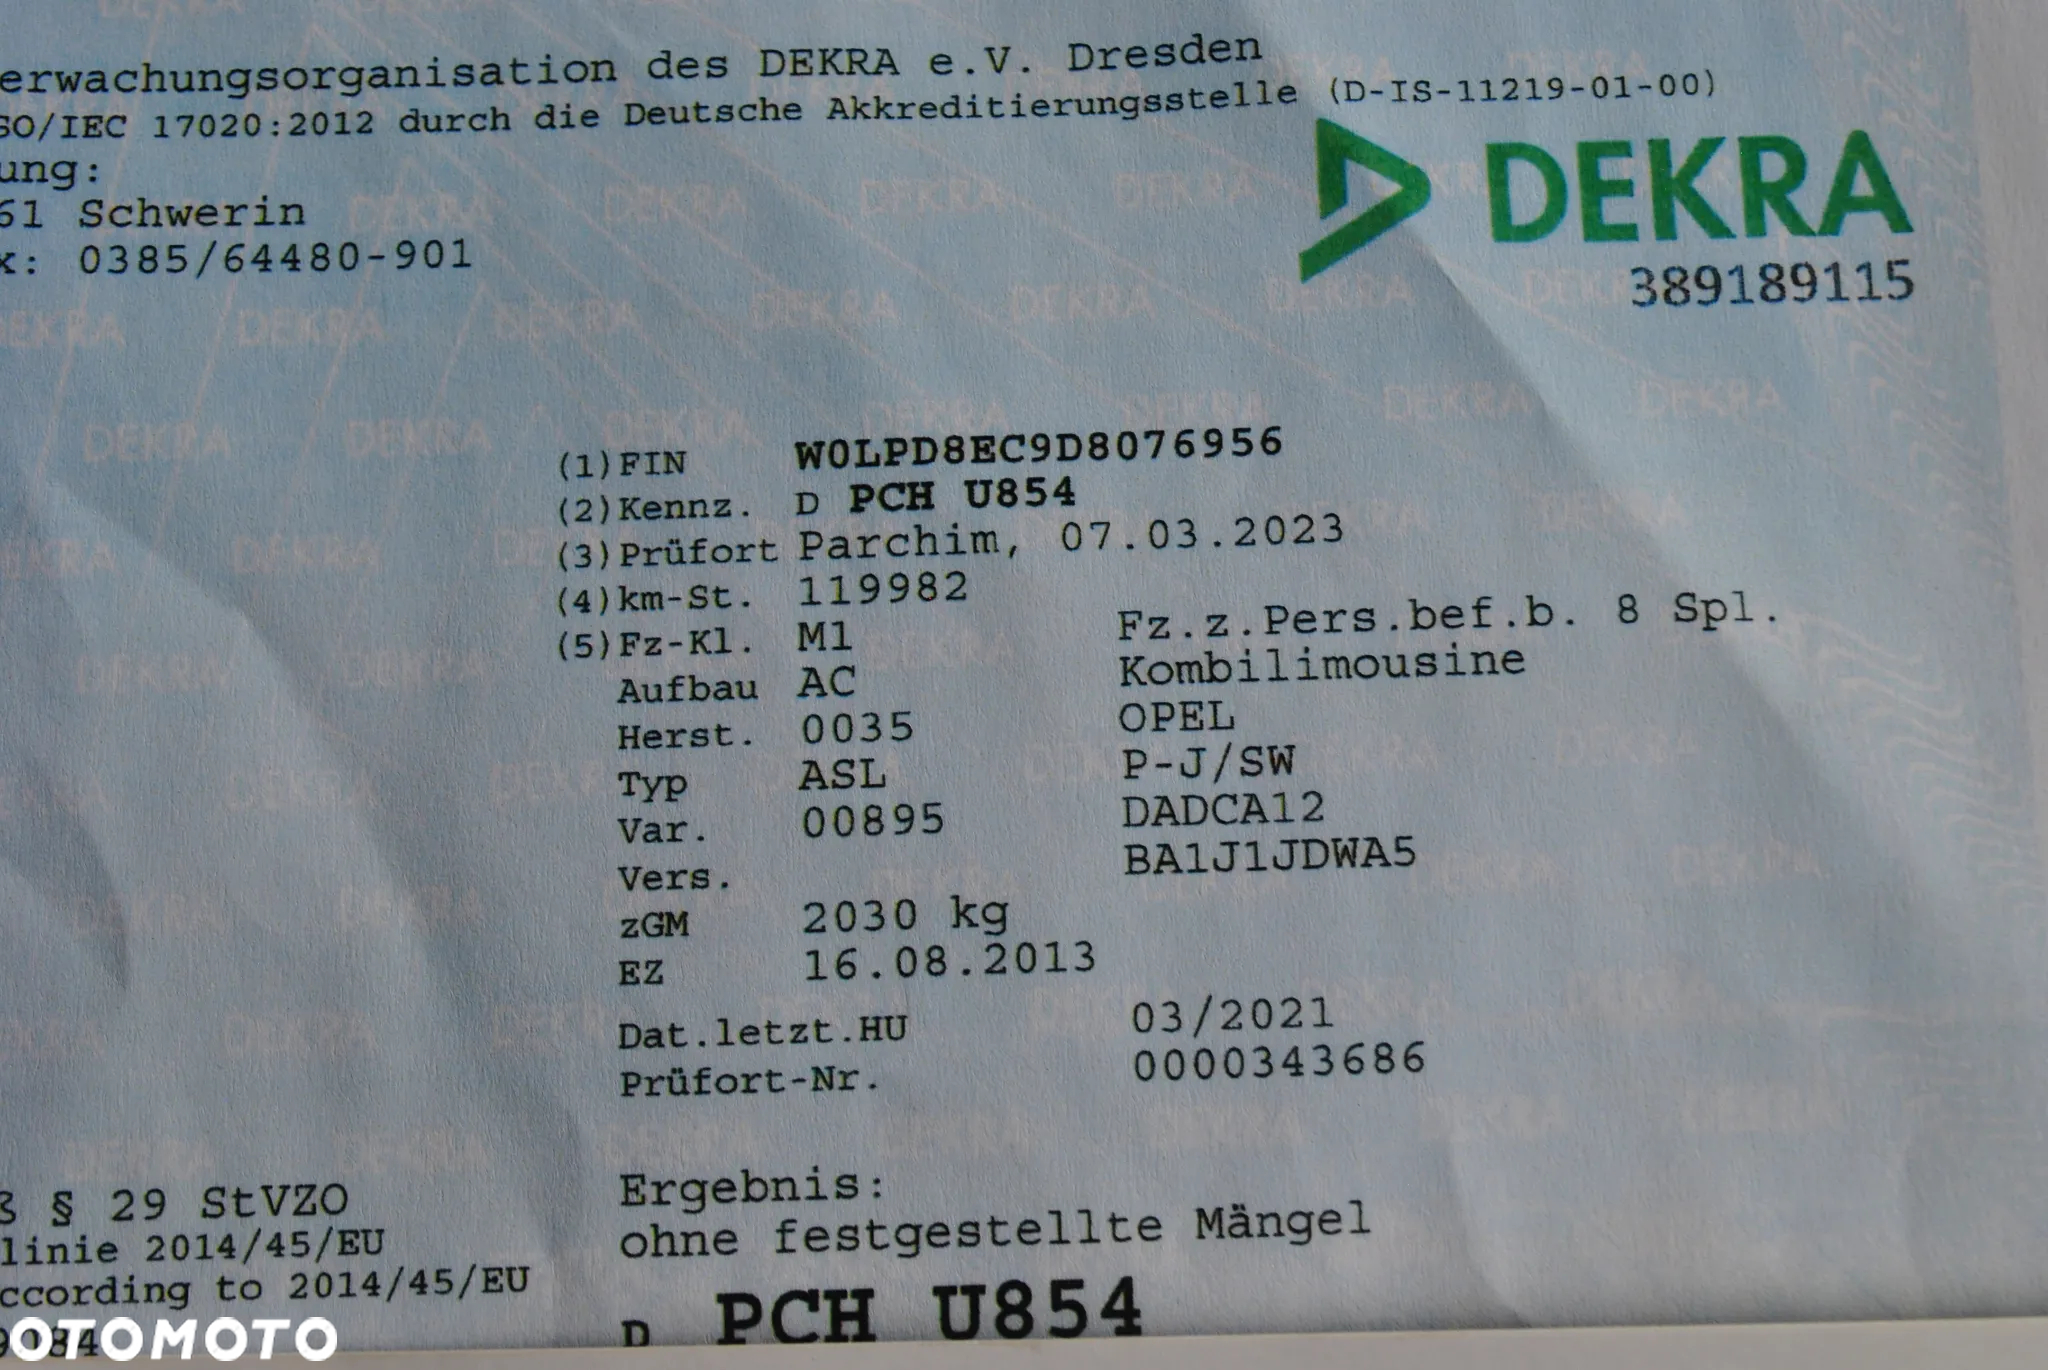 erwachungsorganisation des DEKRA e.V. Dresden
SO/IEC 17020:2012 durch die Deutsche Akkreditierungsstelle (D-IS-11219-01-00)
ung:
DEKRA
61 Schwerin
x: 0385/64480-901
389189115
(1)FIN W0LPD8EC9D8076956
(2)Kennz. D PCH U854
(3)Prüfort Parchim, 07.03.2023
(4)km-St. 119982
(5)Fz-Kl. M1 Fz.z.Pers.bef.b. 8 Spl.
Aufbau AC Kombilimousine
Herst. 0035 OPEL
Typ ASL P-J/SW
Var. 00895 DADCA12
Vers. BA1J1JDWA5
zGM 2030 kg
EZ 16.08.2013
Dat.letzt.HU 03/2021
Prüfort-Nr. 0000343686
ß § 29 StVZO
linie 2014/45/EU
ccording to 2014/45/EU
Ergebnis:
ohne festgestellte Mängel
D PCH U854
OTOMOTO